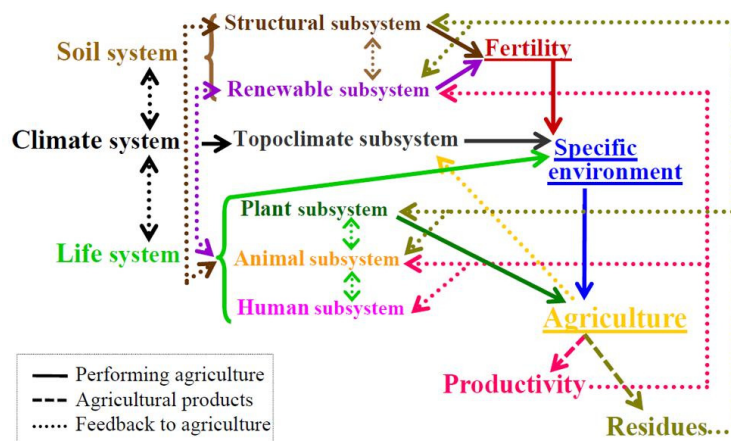 Structural subsystem
Soil system
Fertility
Renewable subsystem
Climate system
Topoclimate subsystem
Specific
environment
Plant subsystem
Life system
Animal subsystem
Human subsystem
Agriculture
Performing agriculture
Agricultural products
Feedback to agriculture
Productivity
Residues...